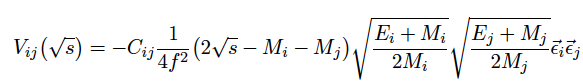 $V_{ij}(\sqrt{s}) = -C_{ij}\frac{1}{4f^2}(2\sqrt{s} - M_i - M_j)\sqrt{\frac{E_i + M_i}{2M_i}}\sqrt{\frac{E_j + M_j}{2M_j}}\vec{\epsilon}_i\vec{\epsilon}_j$